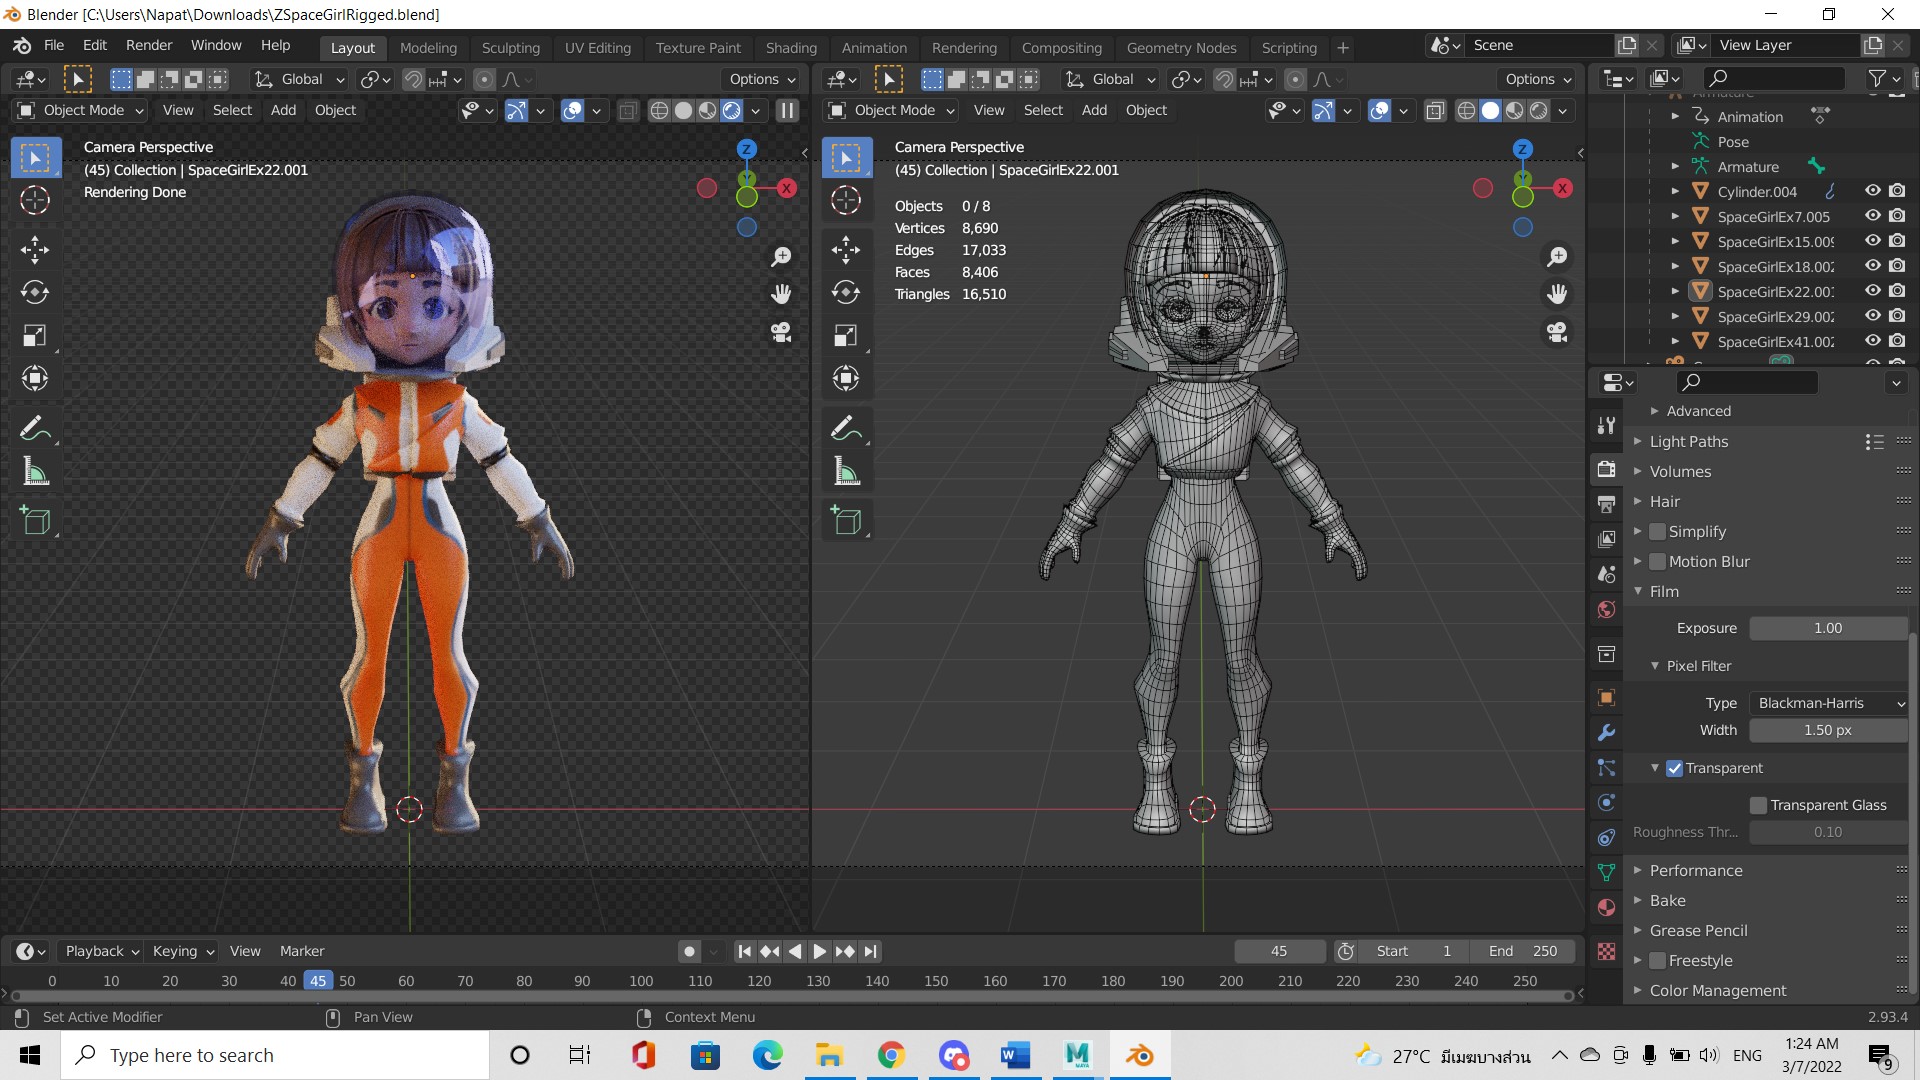 Blender [C:\Users\Napat\Downloads\ZSpaceGirlRigged.blend]
File Edit Render Window Help
Layout Modeling Sculpting UV Editing Texture Paint Shading Animation Rendering Compositing Geometry Nodes Scripting +
Scene
View Layer
Global
Options
Object Mode View Select Add Object
Camera Perspective
(45) Collection | SpaceGirlEx22.001
Rendering Done
Z
Y
X
Global
Options
Object Mode View Select Add Object
Camera Perspective
(45) Collection | SpaceGirlEx22.001
Objects 0 / 8
Vertices 8,690
Edges 17,033
Faces 8,406
Triangles 16,510
Z
Y
X
Armature
Animation
Pose
Armature
Cylinder.004
SpaceGirlEx7.005
SpaceGirlEx15.009
SpaceGirlEx18.002
SpaceGirlEx22.001
SpaceGirlEx29.002
SpaceGirlEx41.002
Advanced
Light Paths
Volumes
Hair
Simplify
Motion Blur
Film
Exposure 1.00
Pixel Filter
Type Blackman-Harris
Width 1.50 px
Transparent
Transparent Glass
Roughness Thr... 0.10
Performance
Bake
Grease Pencil
Freestyle
Color Management
Playback Keying View Marker
45 Start 1 End 250
0 10 20 30 40 45 50 60 70 80 90 100 110 120 130 140 150 160 170 180 190 200 210 220 230 240 250
Set Active Modifier Pan View Context Menu 2.93.4
Type here to search
W
M
MAYA
27°C มีเมฆบางส่วน
ENG
1:24 AM
3/7/2022
9